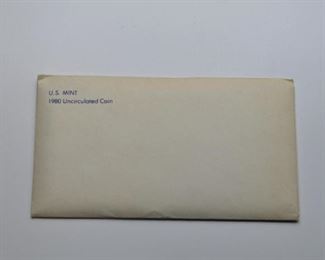 U.S. MINT
1980 Uncirculated Coin